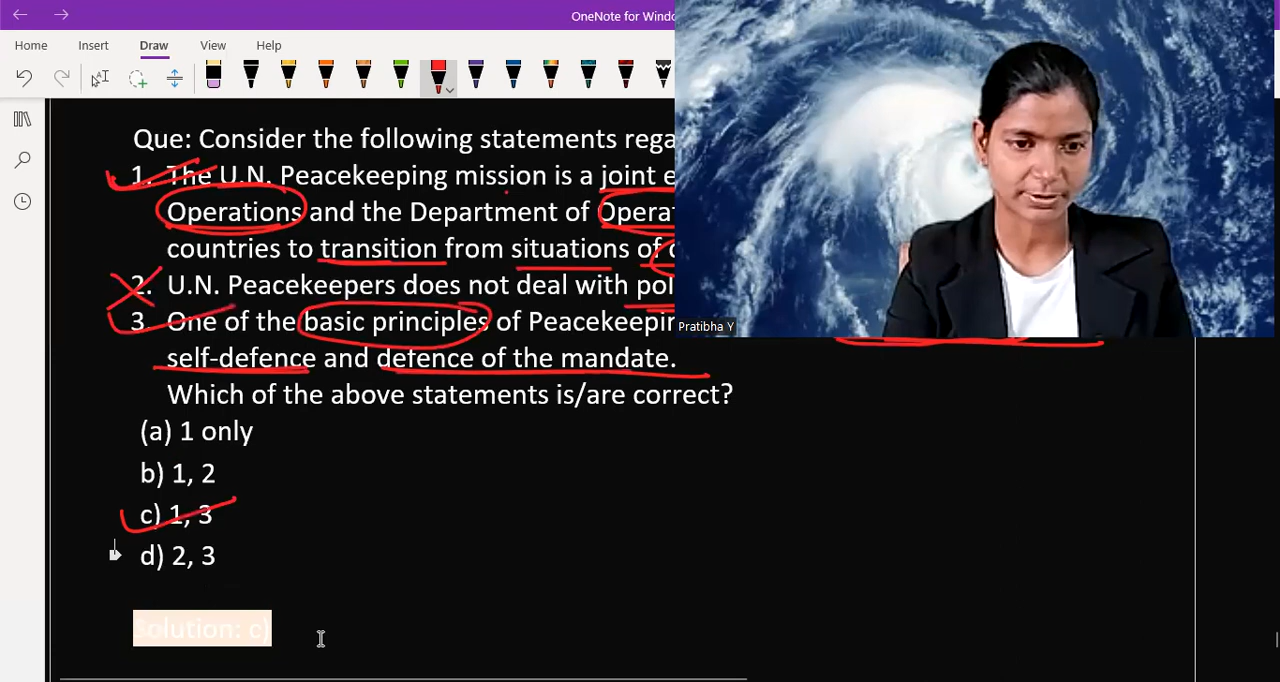 OneNote for Windo
Home Insert Draw View Help
Que: Consider the following statements rega
1. The U.N. Peacekeeping mission is a joint e
Operations and the Department of Operat
countries to transition from situations of
2. U.N. Peacekeepers does not deal with pol
3. One of the basic principles of Peacekeepin
Pratibha Y
self-defence and defence of the mandate.
Which of the above statements is/are correct?
(a) 1 only
b) 1, 2
c) 1, 3
d) 2, 3
Solution: c)